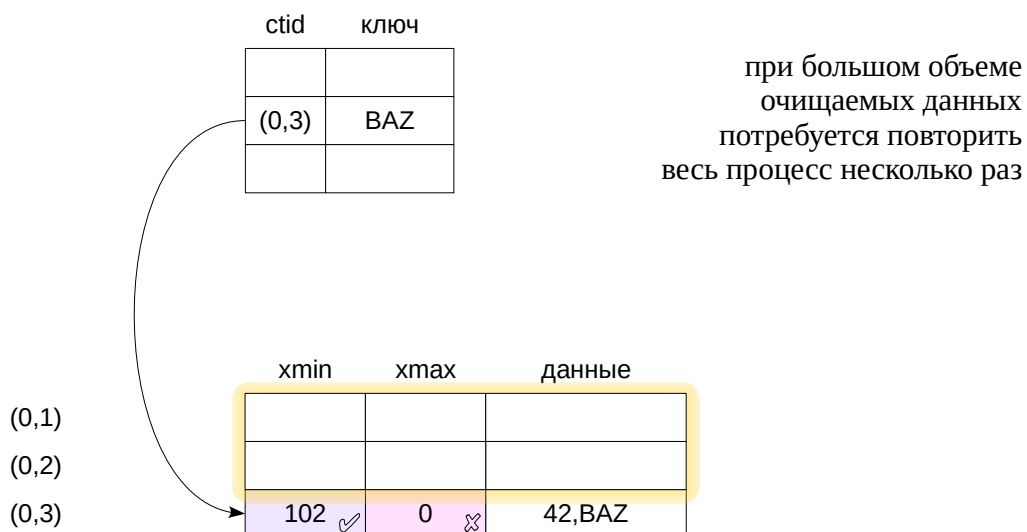 ctid ключ
(0,3) BAZ
при большом объеме
очищаемых данных
потребуется повторить
весь процесс несколько раз
xmin xmax данные
(0,1)
(0,2)
(0,3) 102 0 42,BAZ